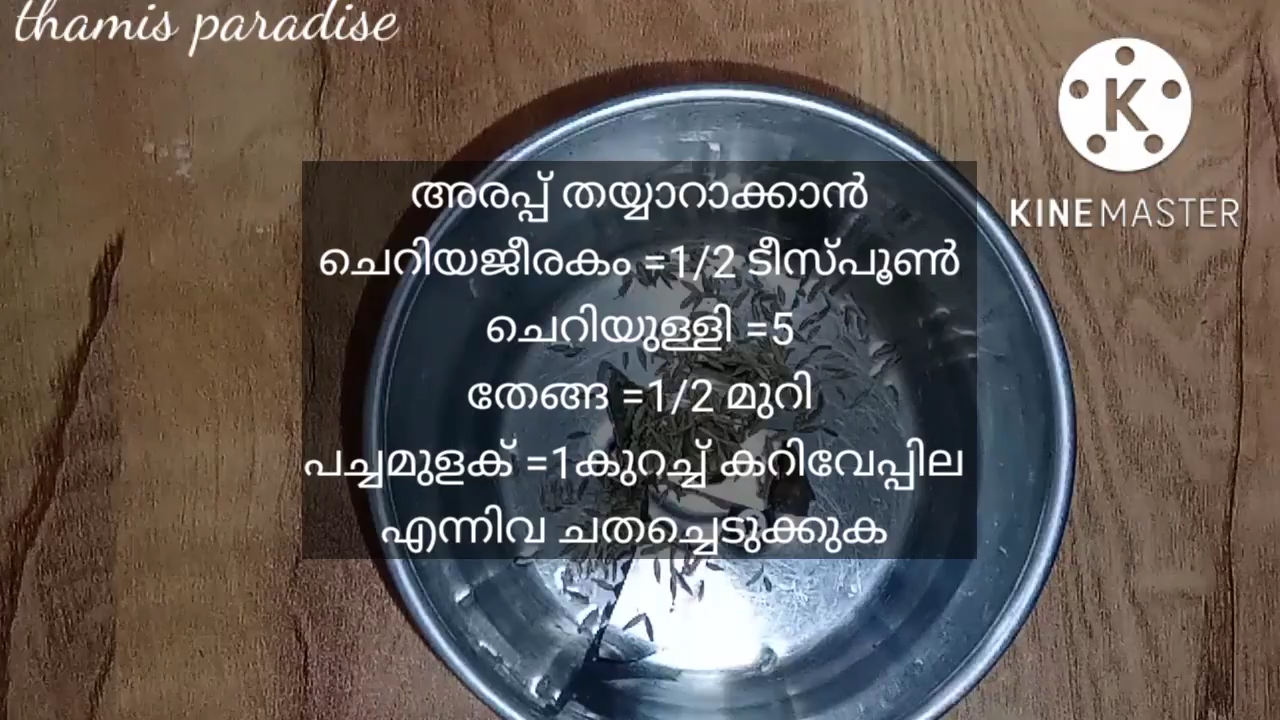 thamis paradise
K
KINEMASTER
അരപ്പ് തയ്യാറാക്കാൻ
ചെറിയജീരകം =1/2 ടീസ്പൂൺ
ചെറിയുള്ളി =5
തേങ്ങ =1/2 മുറി
പച്ചമുളക് =1കുറച്ച് കറിവേപ്പില
എന്നിവ ചതച്ചെടുക്കുക